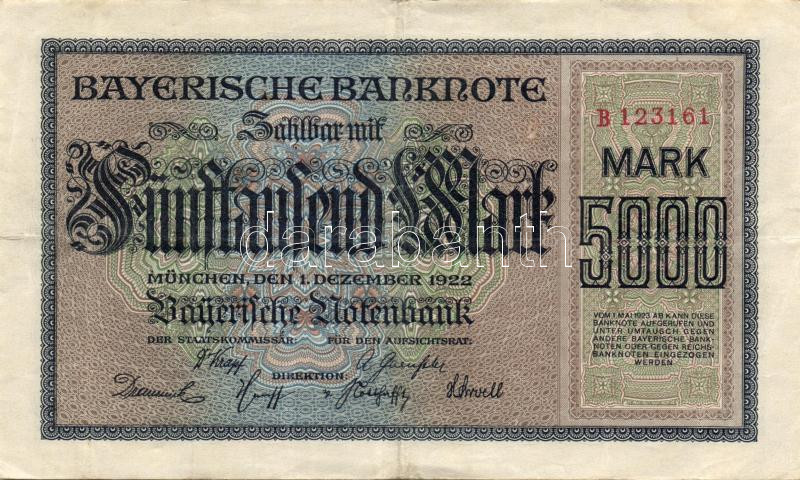 BAYERISCHE BANKNOTE
Zahlbar mit
Fünftausend Mark
MÜNCHEN, DEN 1. DEZEMBER 1922
Bayerische Notenbank
DER STAATSKOMMISSÄR: FÜR DEN AUFSICHTSRAT:
DIREKTION:
B 123161
MARK
5000
VOM 1. MAI 1923 AB KANN DIESE
BANKNOTE AUFGERUFEN UND
UNTER UMTAUSCH GEGEN
ANDERE BAYERISCHE BANK-
NOTEN ODER GEGEN REICHS-
BANKNOTEN EINGEZOGEN
WERDEN
darabanth